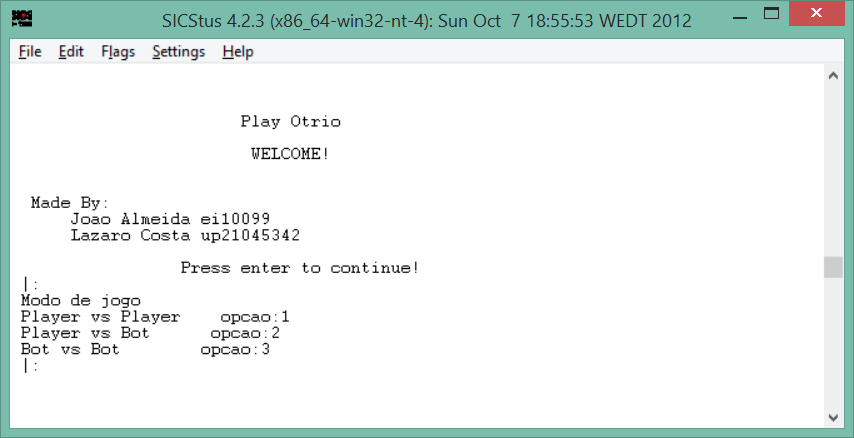 SICStus 4.2.3 (x86_64-win32-nt-4): Sun Oct  7 18:55:53 WEDT 2012
File Edit Flags Settings Help
Play Otrio
WELCOME!
Made By:
Joao Almeida ei10099
Lazaro Costa up21045342
Press enter to continue!
|:
Modo de jogo
Player vs Player    opcao:1
Player vs Bot      opcao:2
Bot vs Bot        opcao:3
|: